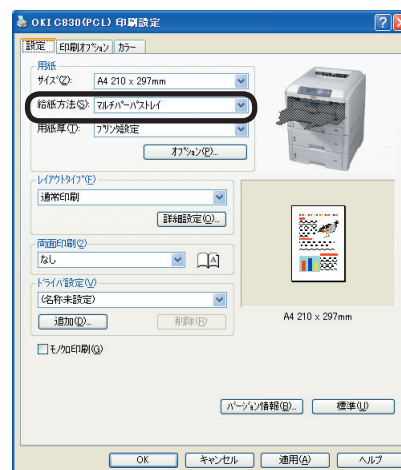 OKI C830(PCL) 印刷設定
設定 印刷オプション カラー
用紙
サイズ(Z): A4 210 x 297mm
給紙方法(S): マルチパーパストレイ
用紙厚(T): プリンタ設定
オプション(P)...
レイアウトタイプ(F)
通常印刷
詳細設定(O)...
両面印刷(2)
なし
A
ドライバ設定(V)
(名称未設定)
追加(D)... 削除(R)
A4 210 x 297mm
モノクロ印刷(G)
バージョン情報(B)... 標準(U)
OK キャンセル 適用(A) ヘルプ